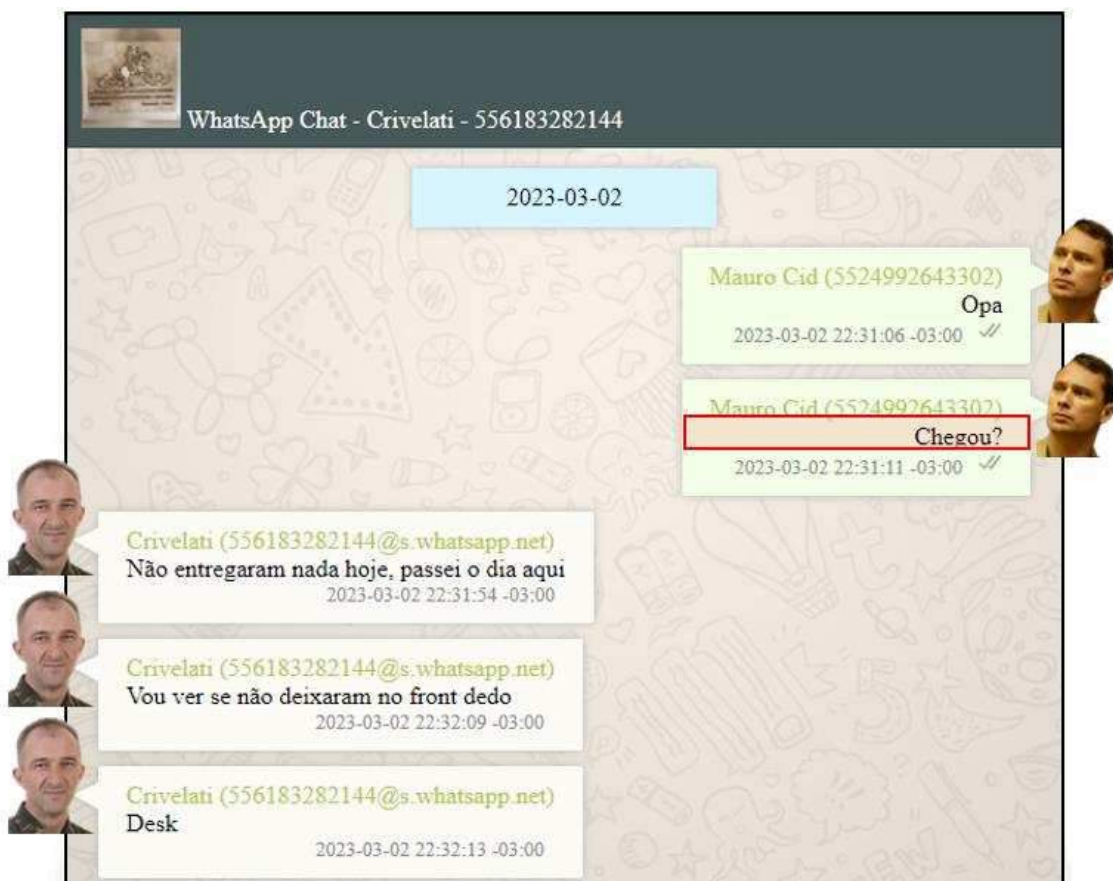 WhatsApp Chat - Crivelati - 556183282144
2023-03-02
Mauro Cid (5524992643302)
Opa
2023-03-02 22:31:06 -03:00
Mauro Cid (5524992643302)
Chegou?
2023-03-02 22:31:11 -03:00
Crivelati (556183282144@s.whatsapp.net)
Não entregaram nada hoje, passei o dia aqui
2023-03-02 22:31:54 -03:00
Crivelati (556183282144@s.whatsapp.net)
Vou ver se não deixaram no front dedo
2023-03-02 22:32:09 -03:00
Crivelati (556183282144@s.whatsapp.net)
Desk
2023-03-02 22:32:13 -03:00